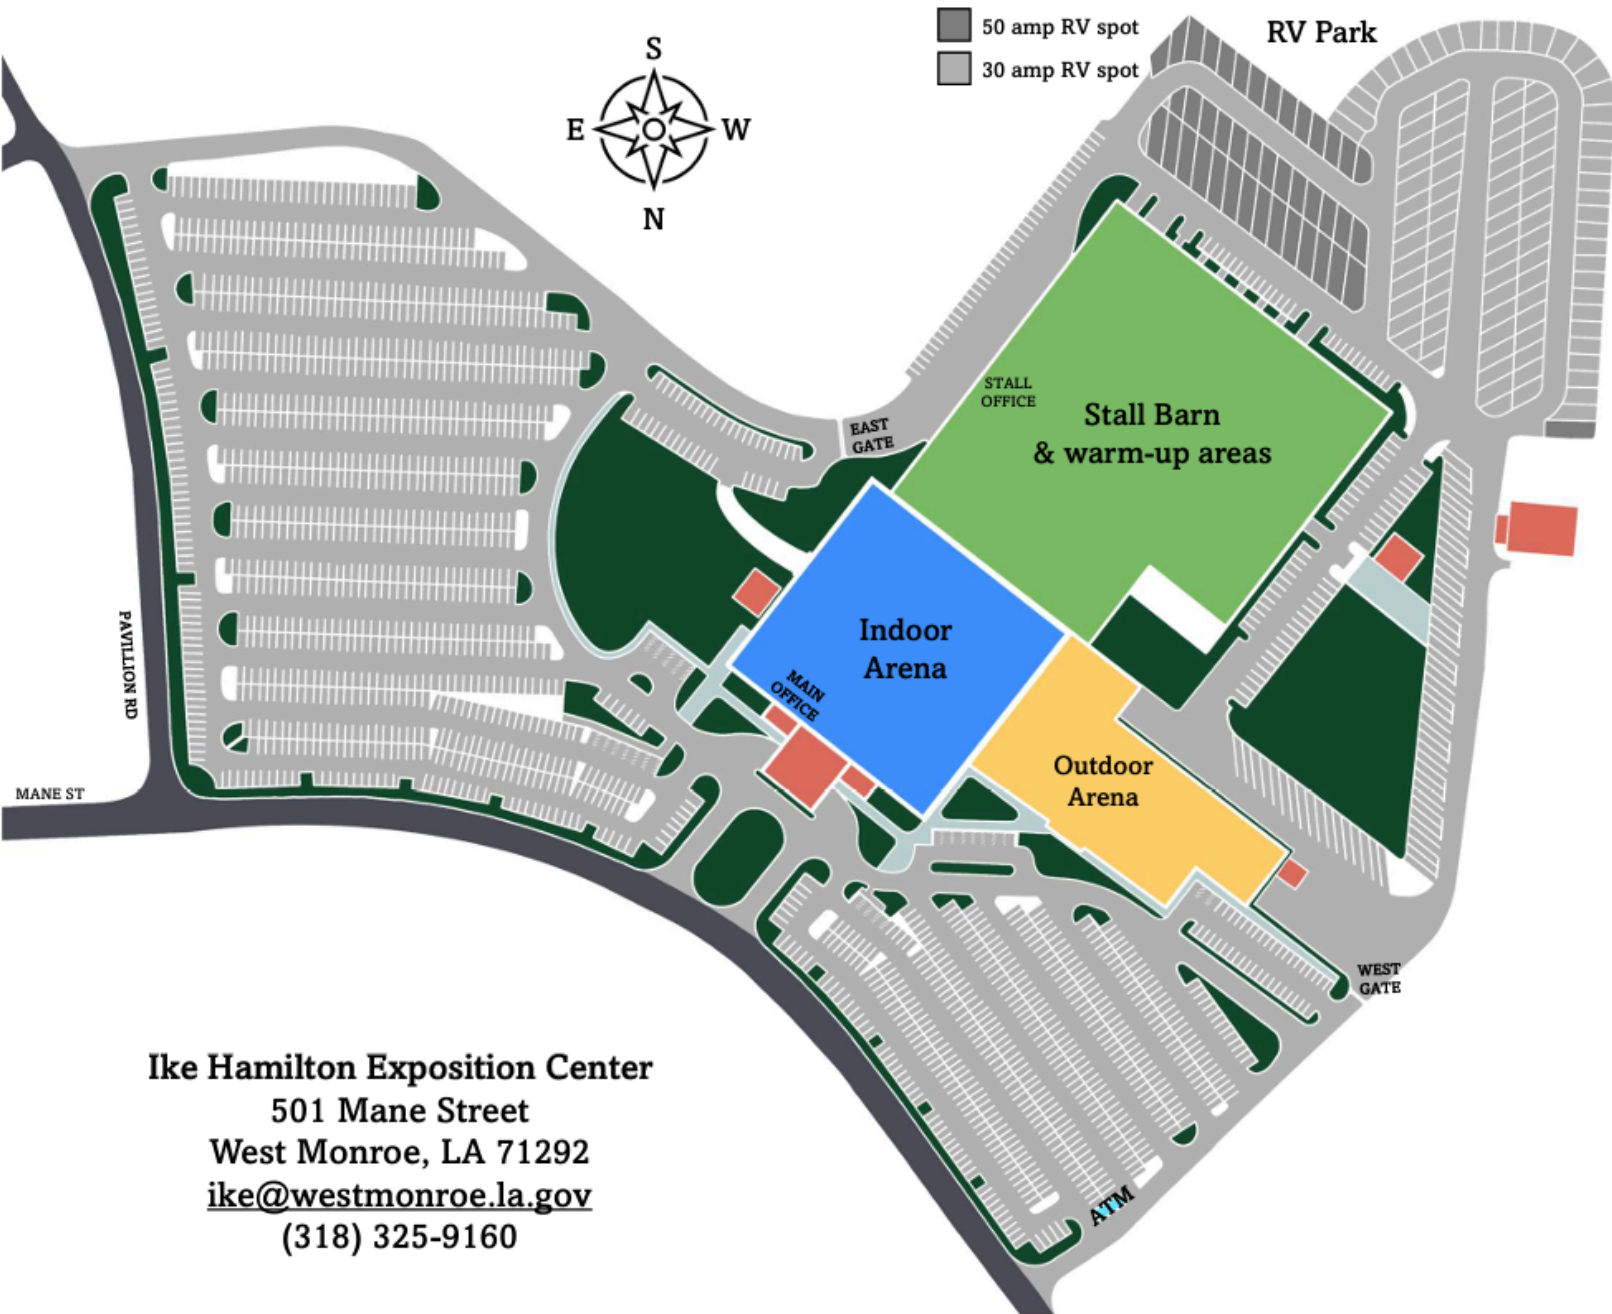 50 amp RV spot
30 amp RV spot
RV Park
S
E
W
N
STALL
OFFICE
Stall Barn
& warm-up areas
EAST
GATE
Indoor
Arena
MAIN
OFFICE
PAVILLION RD
Outdoor
Arena
MANE ST
WEST
GATE
ATM
Ike Hamilton Exposition Center
501 Mane Street
West Monroe, LA 71292
ike@westmonroe.la.gov
(318) 325-9160